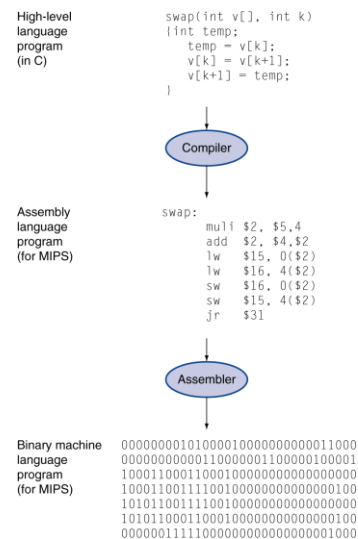 High-level
language
program
(in C)
swap(int v[], int k)
{int temp;
temp = v[k];
v[k] = v[k+1];
v[k+1] = temp;
}
Compiler
Assembly
language
program
(for MIPS)
swap:
muli $2, $5,4
add $2, $4,$2
lw $15, 0($2)
lw $16, 4($2)
sw $16, 0($2)
sw $15, 4($2)
jr $31
Assembler
Binary machine
language
program
(for MIPS)
00000000101000010000000000011000
00000000000110000001100000100001
10001100011000100000000000000000
10001100111100100000000000000100
10101100111100100000000000000000
10101100011000100000000000000100
00000011111000000000000000001000